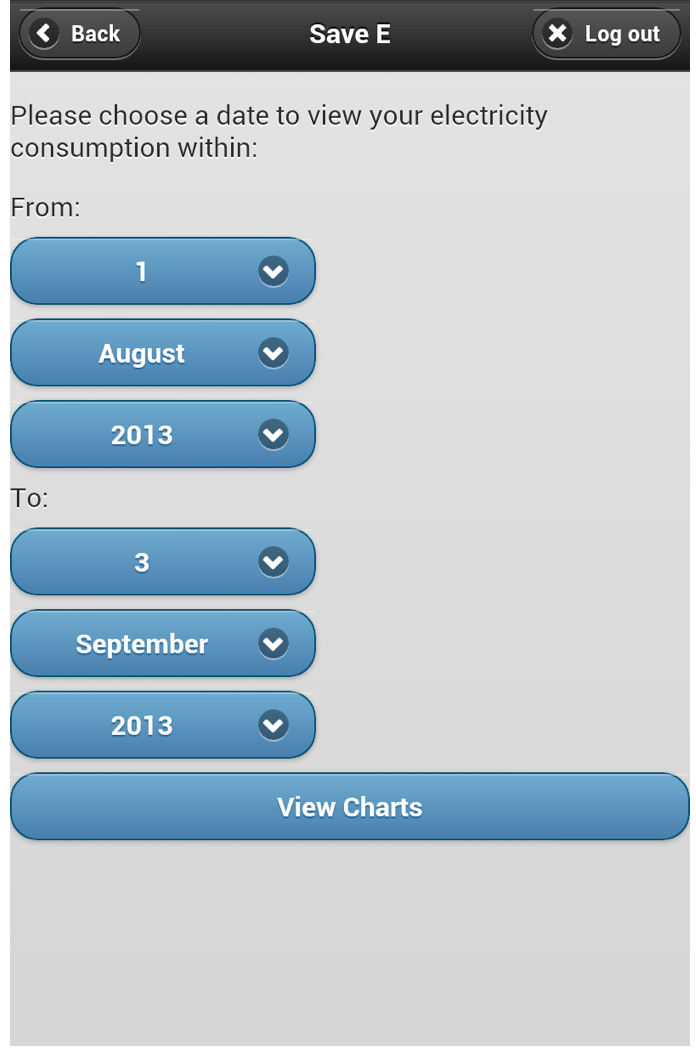 Back
Save E
Log out
Please choose a date to view your electricity
consumption within:
From:
1
August
2013
To:
3
September
2013
View Charts